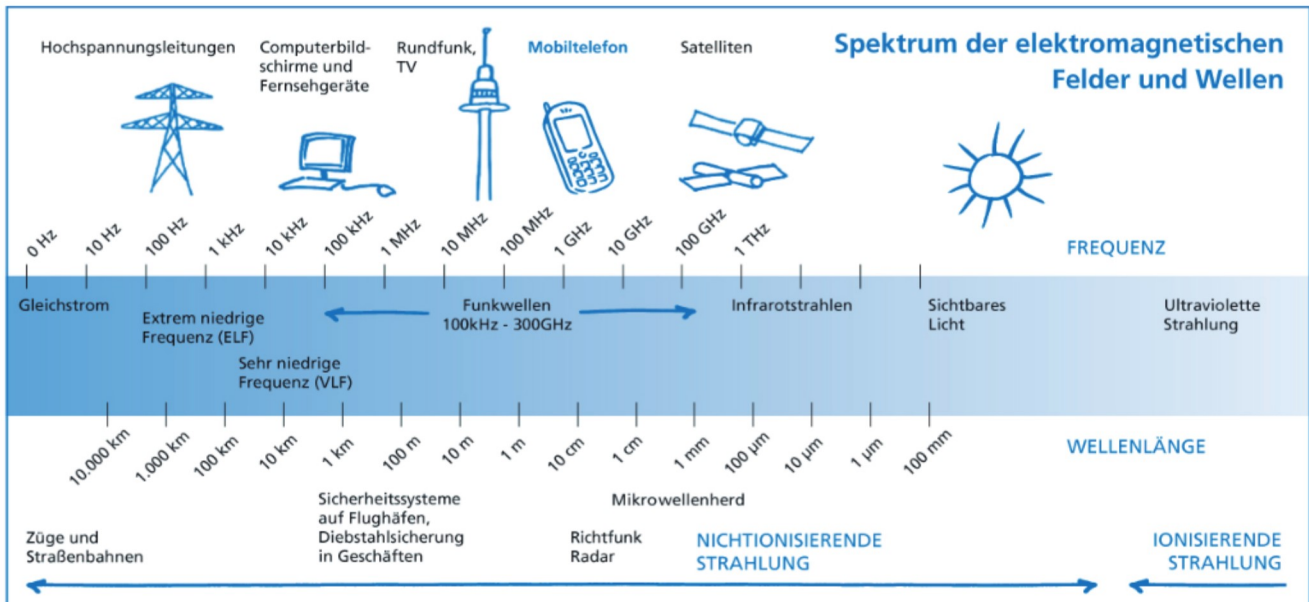 Spektrum der elektromagnetischen
Felder und Wellen
Hochspannungsleitungen
Computerbild-
schirme und
Fernsehgeräte
Rundfunk,
TV
Mobiltelefon
Satelliten
0 Hz
10 Hz
100 Hz
1 kHz
10 kHz
100 kHz
1 MHz
10 MHz
100 MHz
1 GHz
10 GHz
100 GHz
1 THz
FREQUENZ
Gleichstrom
Extrem niedrige
Frequenz (ELF)
Sehr niedrige
Frequenz (VLF)
Funkwellen
100kHz - 300GHz
Infrarotstrahlen
Sichtbares
Licht
Ultraviolette
Strahlung
10.000 km
1.000 km
100 km
10 km
1 km
100 m
10 m
1 m
10 cm
1 cm
1 mm
100 µm
10 µm
1 µm
100 mm
WELLENLÄNGE
Züge und
Straßenbahnen
Sicherheitssysteme
auf Flughäfen,
Diebstahlsicherung
in Geschäften
Mikrowellenherd
Richtfunk
Radar
NICHTIONISIERENDE
STRAHLUNG
IONISIERENDE
STRAHLUNG